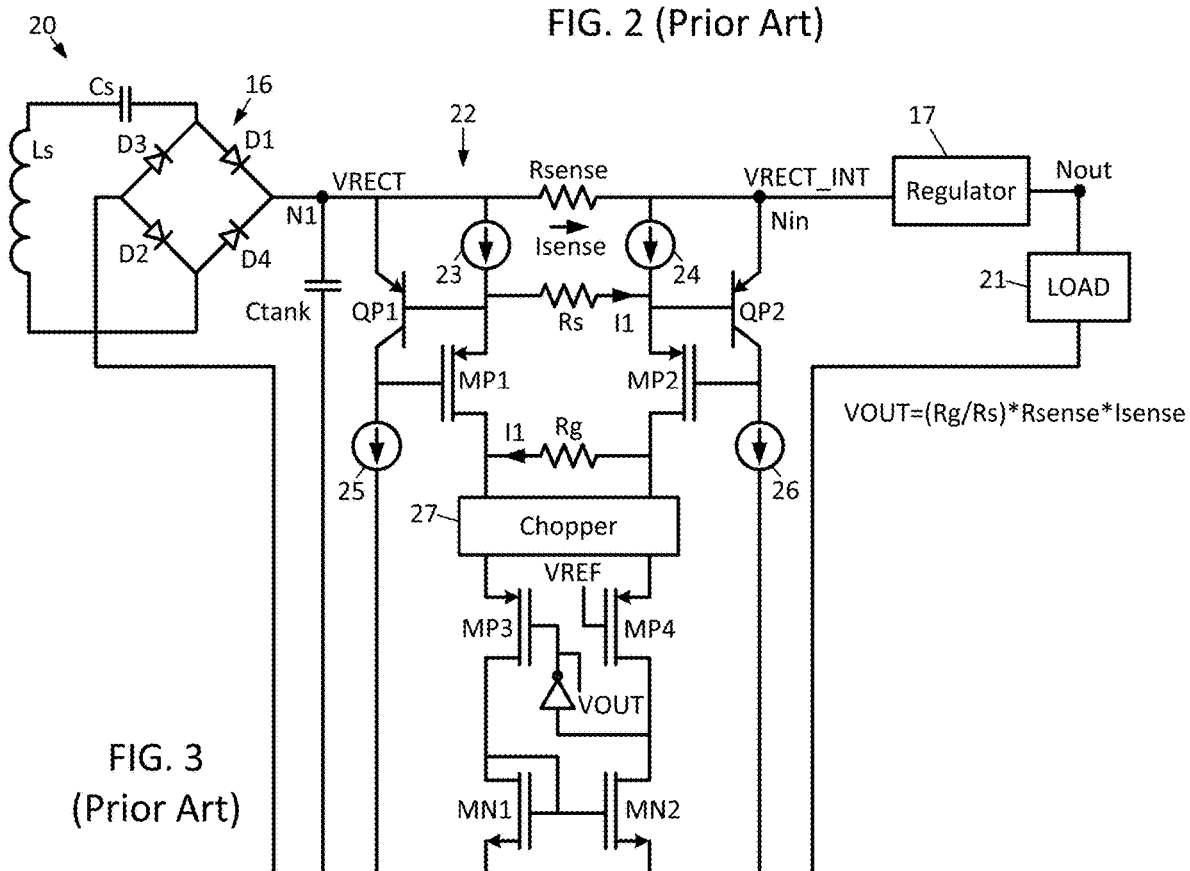 FIG. 2 (Prior Art)
20
Cs
16
D3
D1
Ls
D2
D4
N1
VRECT
Ctank
22
Rsense
Isense
VRECT_INT
Nin
17
Regulator
Nout
21
LOAD
23
24
QP1
Rs
I1
QP2
MP1
MP2
VOUT=(Rg/Rs)*Rsense*Isense
I1
Rg
25
26
27
Chopper
VREF
MP3
MP4
VOUT
MN1
MN2
FIG. 3
(Prior Art)